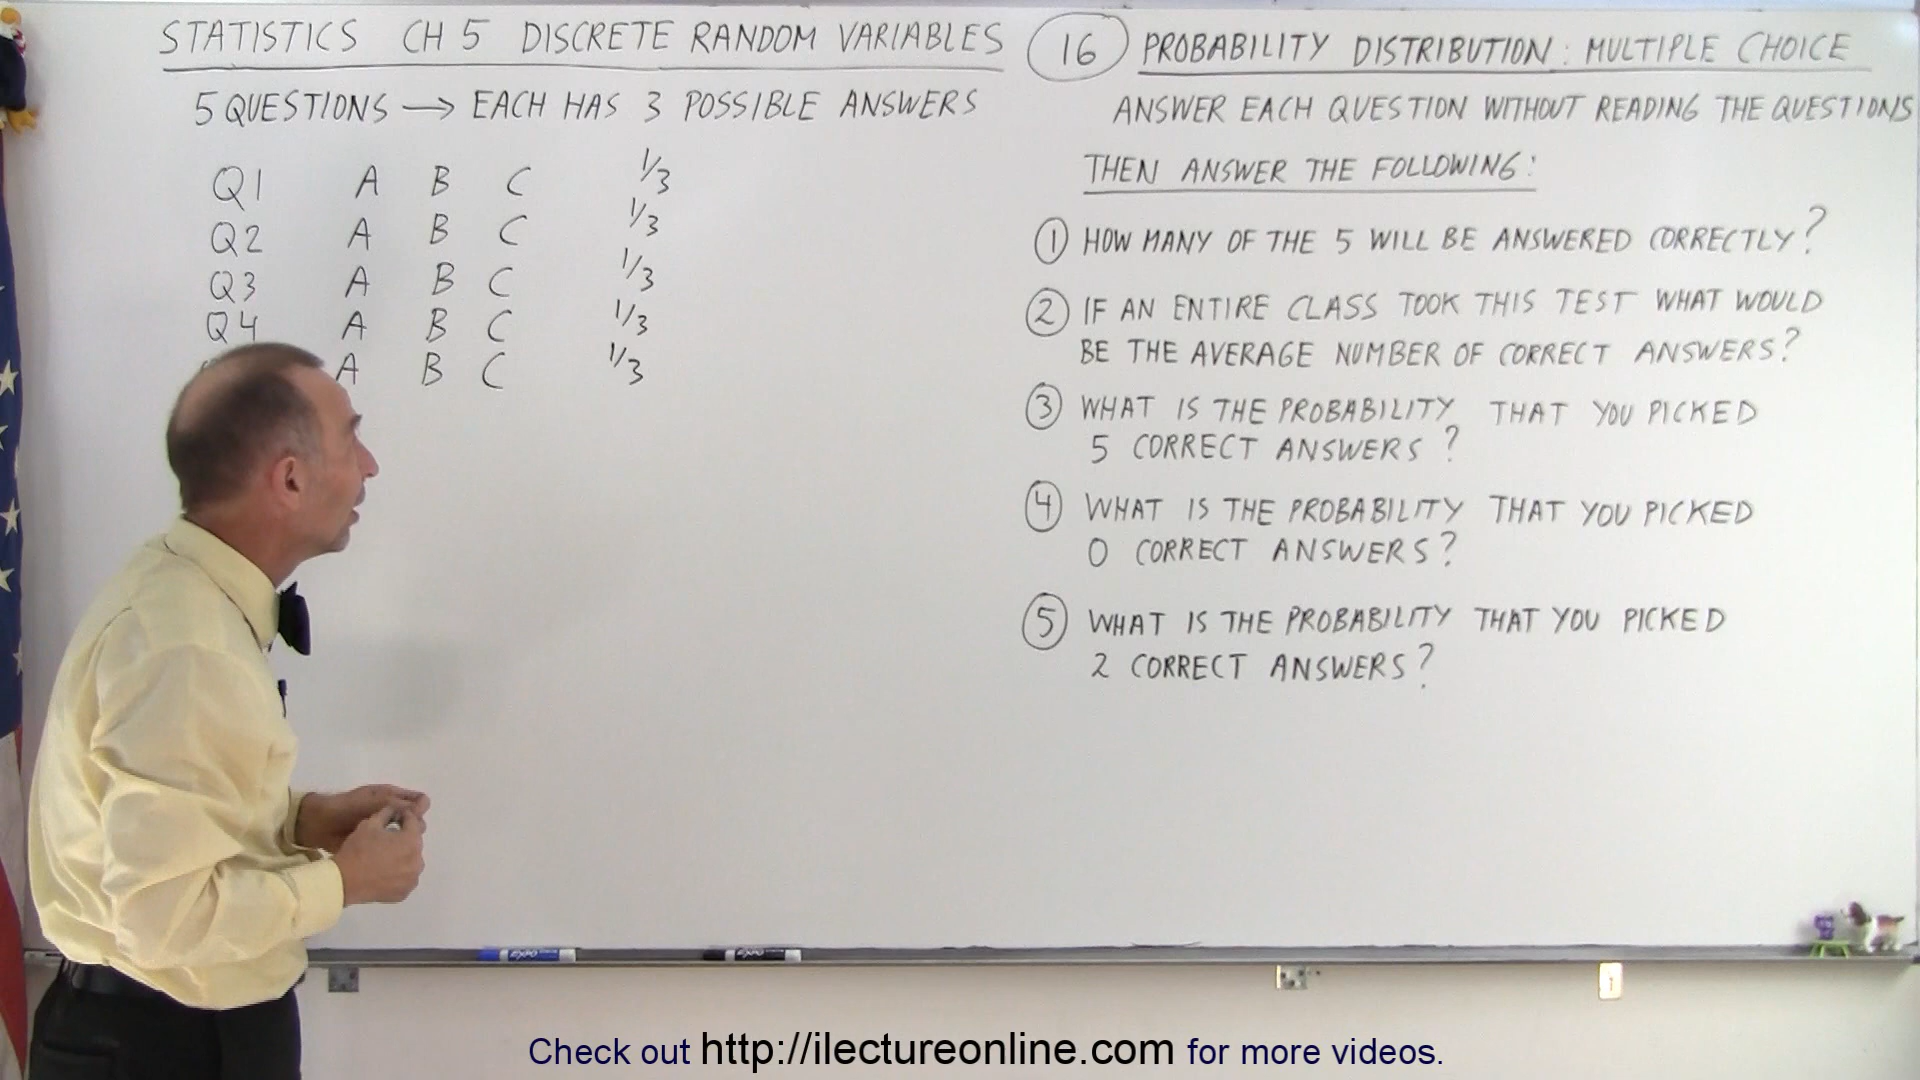 STATISTICS CH 5 DISCRETE RANDOM VARIABLES
5 QUESTIONS → EACH HAS 3 POSSIBLE ANSWERS
Q1 A B C 1/3
Q2 A B C 1/3
Q3 A B C 1/3
Q4 A B C 1/3
A B C 1/3
16 PROBABILITY DISTRIBUTION: MULTIPLE CHOICE
ANSWER EACH QUESTION WITHOUT READING THE QUESTIONS
THEN ANSWER THE FOLLOWING:
1 HOW MANY OF THE 5 WILL BE ANSWERED CORRECTLY?
2 IF AN ENTIRE CLASS TOOK THIS TEST WHAT WOULD
BE THE AVERAGE NUMBER OF CORRECT ANSWERS?
3 WHAT IS THE PROBABILITY THAT YOU PICKED
5 CORRECT ANSWERS?
4 WHAT IS THE PROBABILITY THAT YOU PICKED
0 CORRECT ANSWERS?
5 WHAT IS THE PROBABILITY THAT YOU PICKED
2 CORRECT ANSWERS?
EXPO
EXPO
Check out http://ilectureonline.com for more videos.